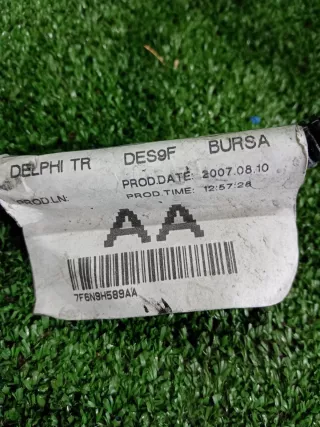 DELPHI TR DES9F BURSA
PROD.DATE: 2007.08.10
PROD.LN: PROD.TIME: 12:57:26
AA
7F6N9H589AA